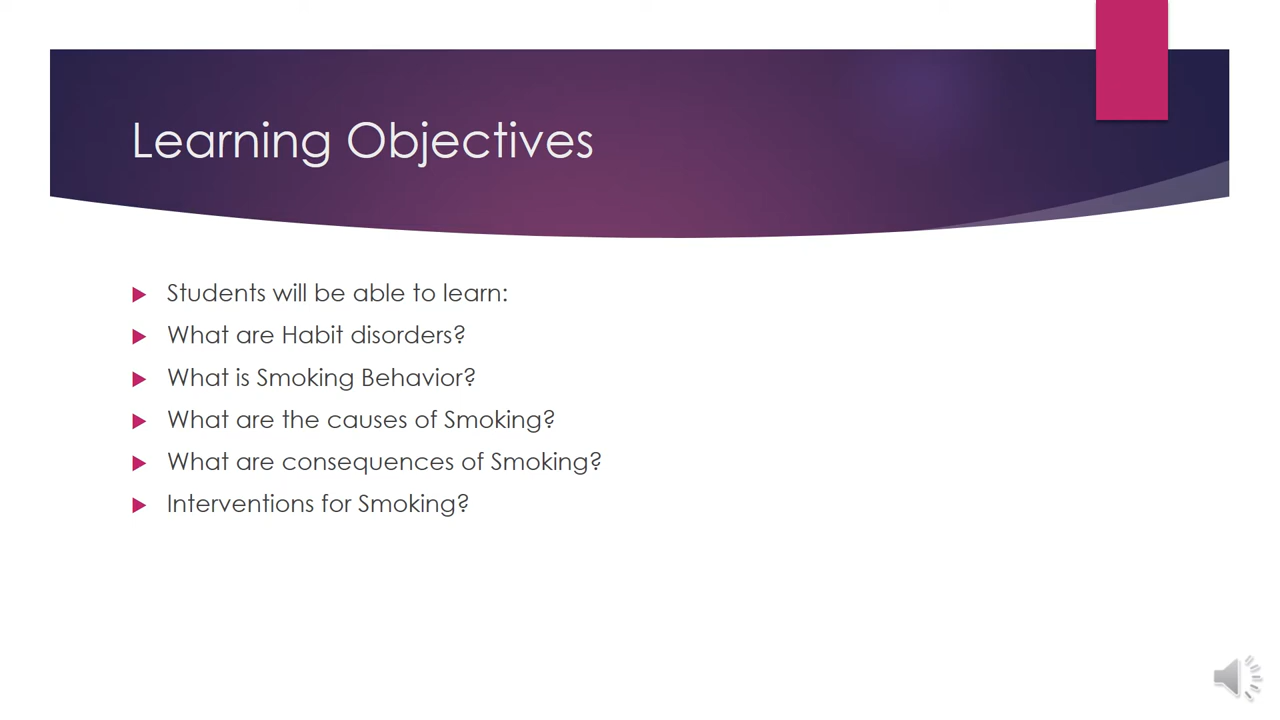 Learning Objectives
Students will be able to learn:
What are Habit disorders?
What is Smoking Behavior?
What are the causes of Smoking?
What are consequences of Smoking?
Interventions for Smoking?